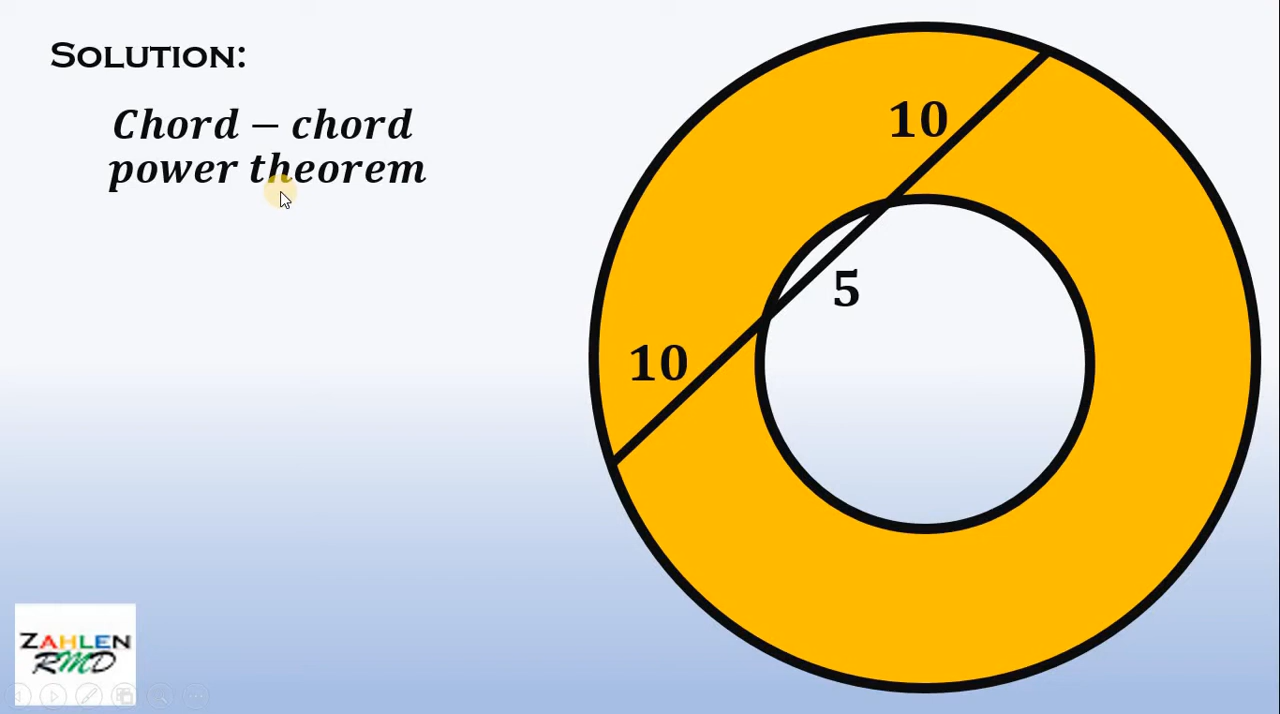 SOLUTION:
Chord – chord
power theorem
10
5
10
ZAHLEN
RMD